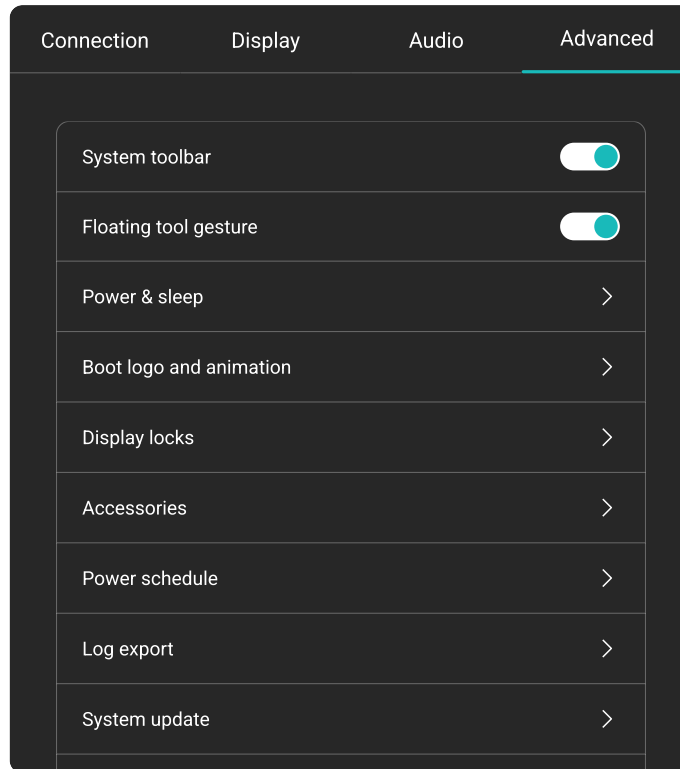 Connection Display Audio Advanced
System toolbar
Floating tool gesture
Power & sleep
Boot logo and animation
Display locks
Accessories
Power schedule
Log export
System update